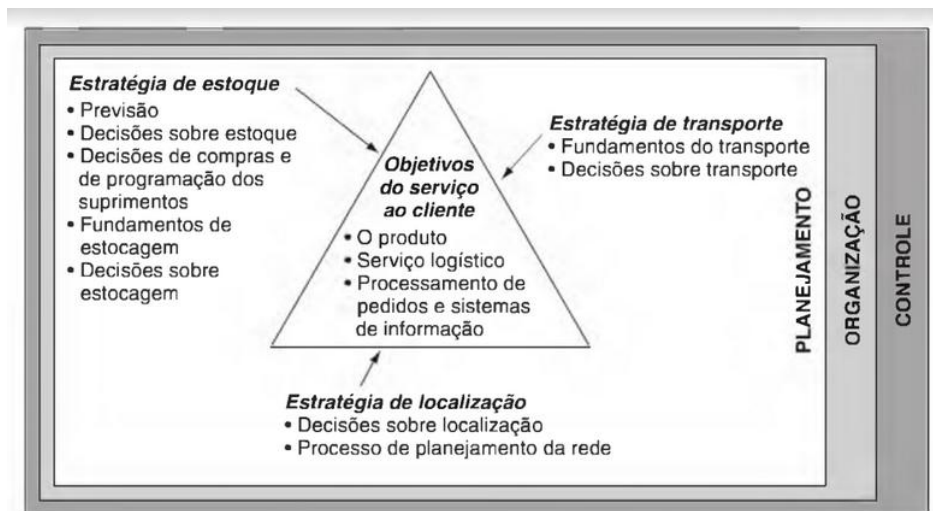 Estratégia de estoque
• Previsão
• Decisões sobre estoque
• Decisões de compras e
de programação dos
suprimentos
• Fundamentos de
estocagem
• Decisões sobre
estocagem
Objetivos
do serviço
ao cliente
• O produto
• Serviço logístico
• Processamento de
pedidos e sistemas
de informação
Estratégia de transporte
• Fundamentos do transporte
• Decisões sobre transporte
Estratégia de localização
• Decisões sobre localização
• Processo de planejamento da rede
PLANEJAMENTO
ORGANIZAÇÃO
CONTROLE